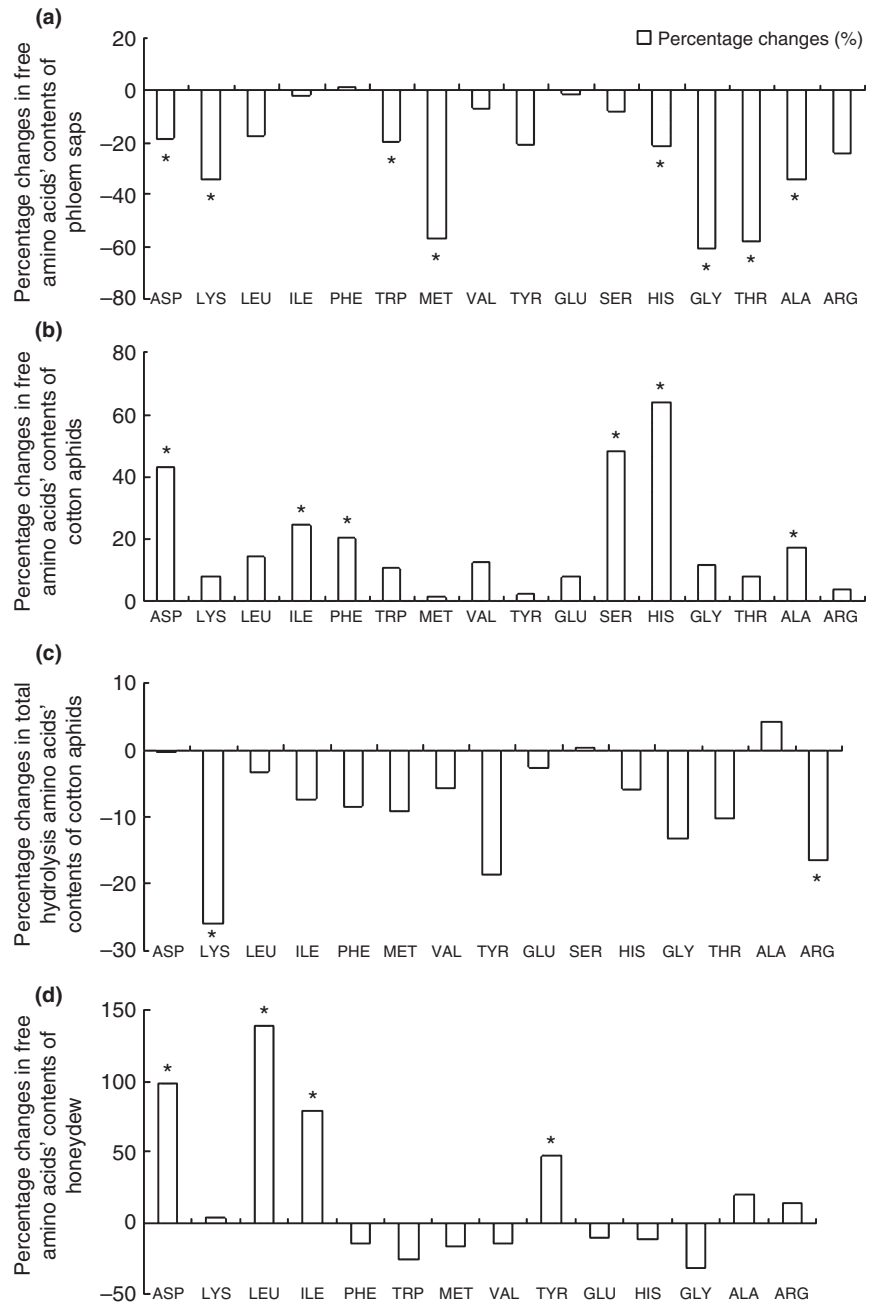 (a)
Percentage changes (%)
Percentage changes in free
amino acids' contents of
phloem saps
20
0
−20
−40
−60
−80
* * * * * * * *
ASP LYS LEU ILE PHE TRP MET VAL TYR GLU SER HIS GLY THR ALA ARG
(b)
Percentage changes in free
amino acids' contents of
cotton aphids
80
60
40
20
0
* * * * * *
ASP LYS LEU ILE PHE TRP MET VAL TYR GLU SER HIS GLY THR ALA ARG
(c)
Percentage changes in total
hydrolysis amino acids'
contents of cotton aphids
10
0
−10
−20
−30
* *
ASP LYS LEU ILE PHE MET VAL TYR GLU SER HIS GLY THR ALA ARG
(d)
Percentage changes in free
amino acids' contents of
honeydew
150
100
50
0
−50
* * * *
ASP LYS LEU ILE PHE TRP MET VAL TYR GLU HIS GLY ALA ARG